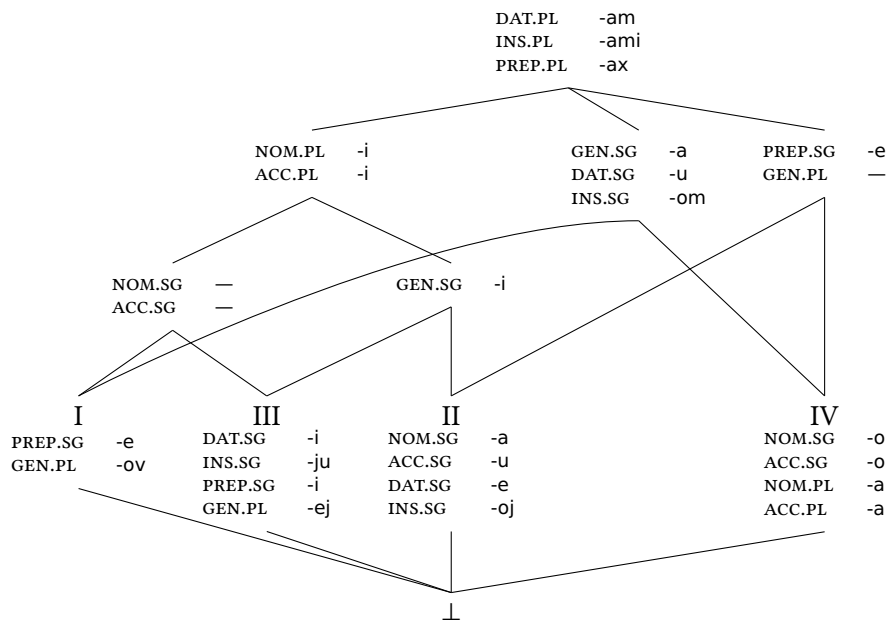 DAT.PL -am
INS.PL -ami
PREP.PL -ax
NOM.PL -i
ACC.PL -i
GEN.SG -a
DAT.SG -u
INS.SG -om
PREP.SG -e
GEN.PL —
NOM.SG —
ACC.SG —
GEN.SG -i
I
PREP.SG -e
GEN.PL -ov
III
DAT.SG -i
INS.SG -ju
PREP.SG -i
GEN.PL -ej
II
NOM.SG -a
ACC.SG -u
DAT.SG -e
INS.SG -oj
IV
NOM.SG -o
ACC.SG -o
NOM.PL -a
ACC.PL -a
⊥